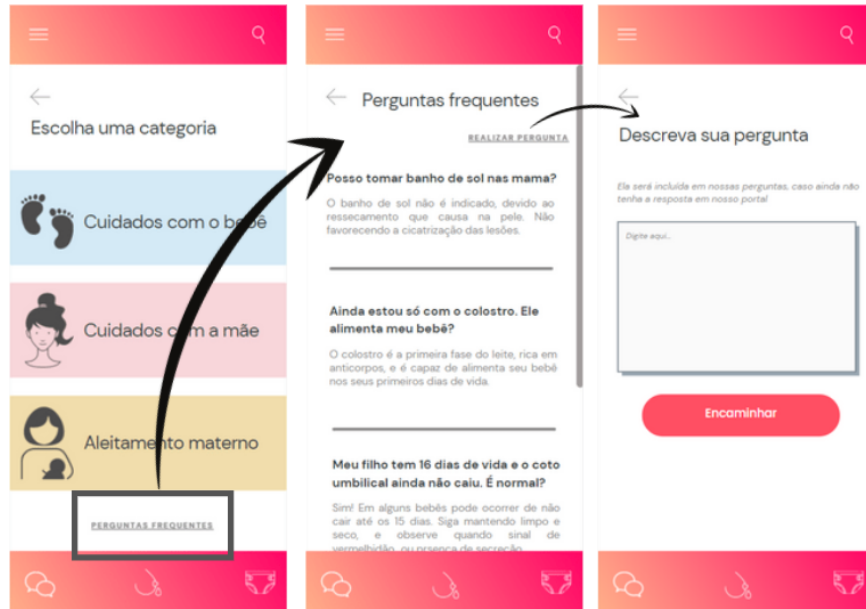 Escolha uma categoria
Cuidados com o bebê
Cuidados com a mãe
Aleitamento materno
PERGUNTAS FREQUENTES
Perguntas frequentes
REALIZAR PERGUNTA
Posso tomar banho de sol nas mama?
O banho de sol não é indicado, devido ao
ressecamento que causa na pele. Não
favorecendo a cicatrização das lesões.
Ainda estou só com o colostro. Ele
alimenta meu bebê?
O colostro é a primeira fase do leite, rica em
anticorpos, e é capaz de alimenta seu bebê
nos seus primeiros dias de vida.
Meu filho tem 16 dias de vida e o coto
umbilical ainda não caiu. É normal?
Sim! Em alguns bebês pode ocorrer de não
cair até os 15 dias. Siga mantendo limpo e
seco, e observe quando sinal de
vermelhidão, ou prsença de secreção
Descreva sua pergunta
Ela será incluída em nossas perguntas, caso ainda não
tenha a resposta em nosso portal
Digite aqui...
Encaminhar